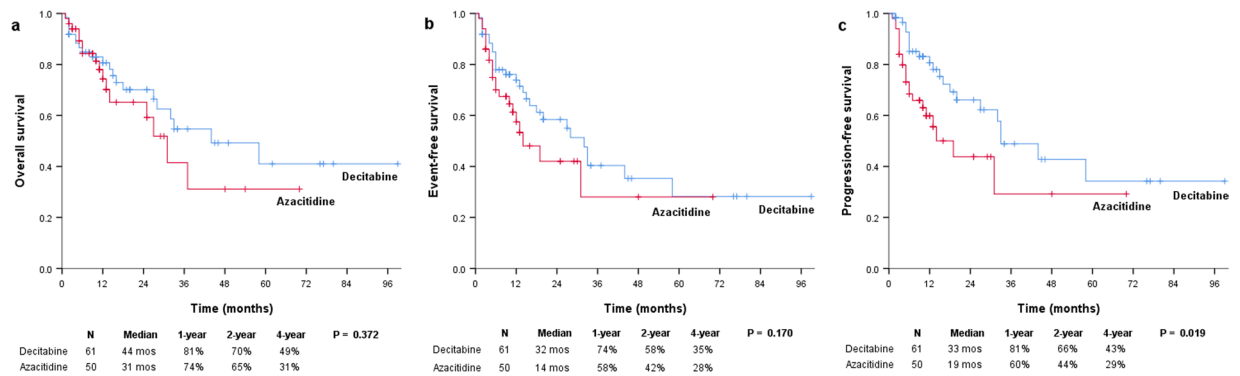 a
Overall survival
1.0
0.8
0.6
0.4
0.2
0.0
Decitabine
Azacitidine
0 12 24 36 48 60 72 84 96
Time (months)
N Median 1-year 2-year 4-year P = 0.372
Decitabine 61 44 mos 81% 70% 49%
Azacitidine 50 31 mos 74% 65% 31%
b
Event-free survival
1.0
0.8
0.6
0.4
0.2
0.0
Azacitidine Decitabine
0 12 24 36 48 60 72 84 96
Time (months)
N Median 1-year 2-year 4-year P = 0.170
Decitabine 61 32 mos 74% 58% 35%
Azacitidine 50 14 mos 58% 42% 28%
c
Progression-free survival
1.0
0.8
0.6
0.4
0.2
0.0
Decitabine
Azacitidine
0 12 24 36 48 60 72 84 96
Time (months)
N Median 1-year 2-year 4-year P = 0.019
Decitabine 61 33 mos 81% 66% 43%
Azacitidine 50 19 mos 60% 44% 29%